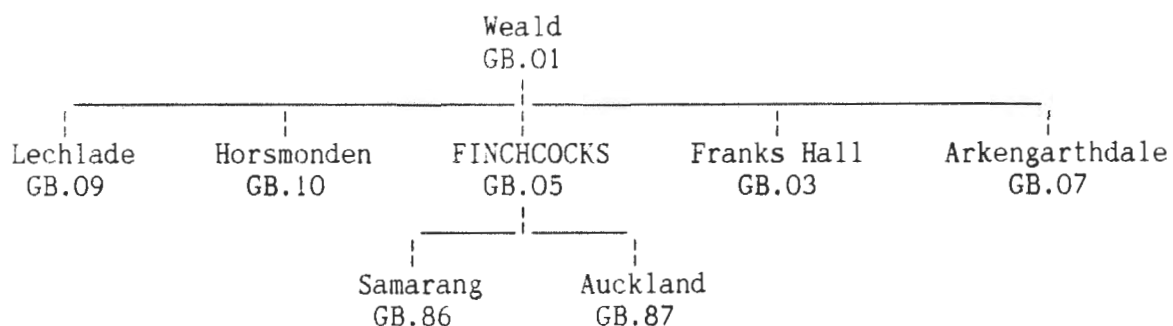 Weald
GB.01
Lechlade Horsmonden FINCHCOCKS Franks Hall Arkengarthdale
GB.09 GB.10 GB.05 GB.03 GB.07
Samarang Auckland
GB.86 GB.87